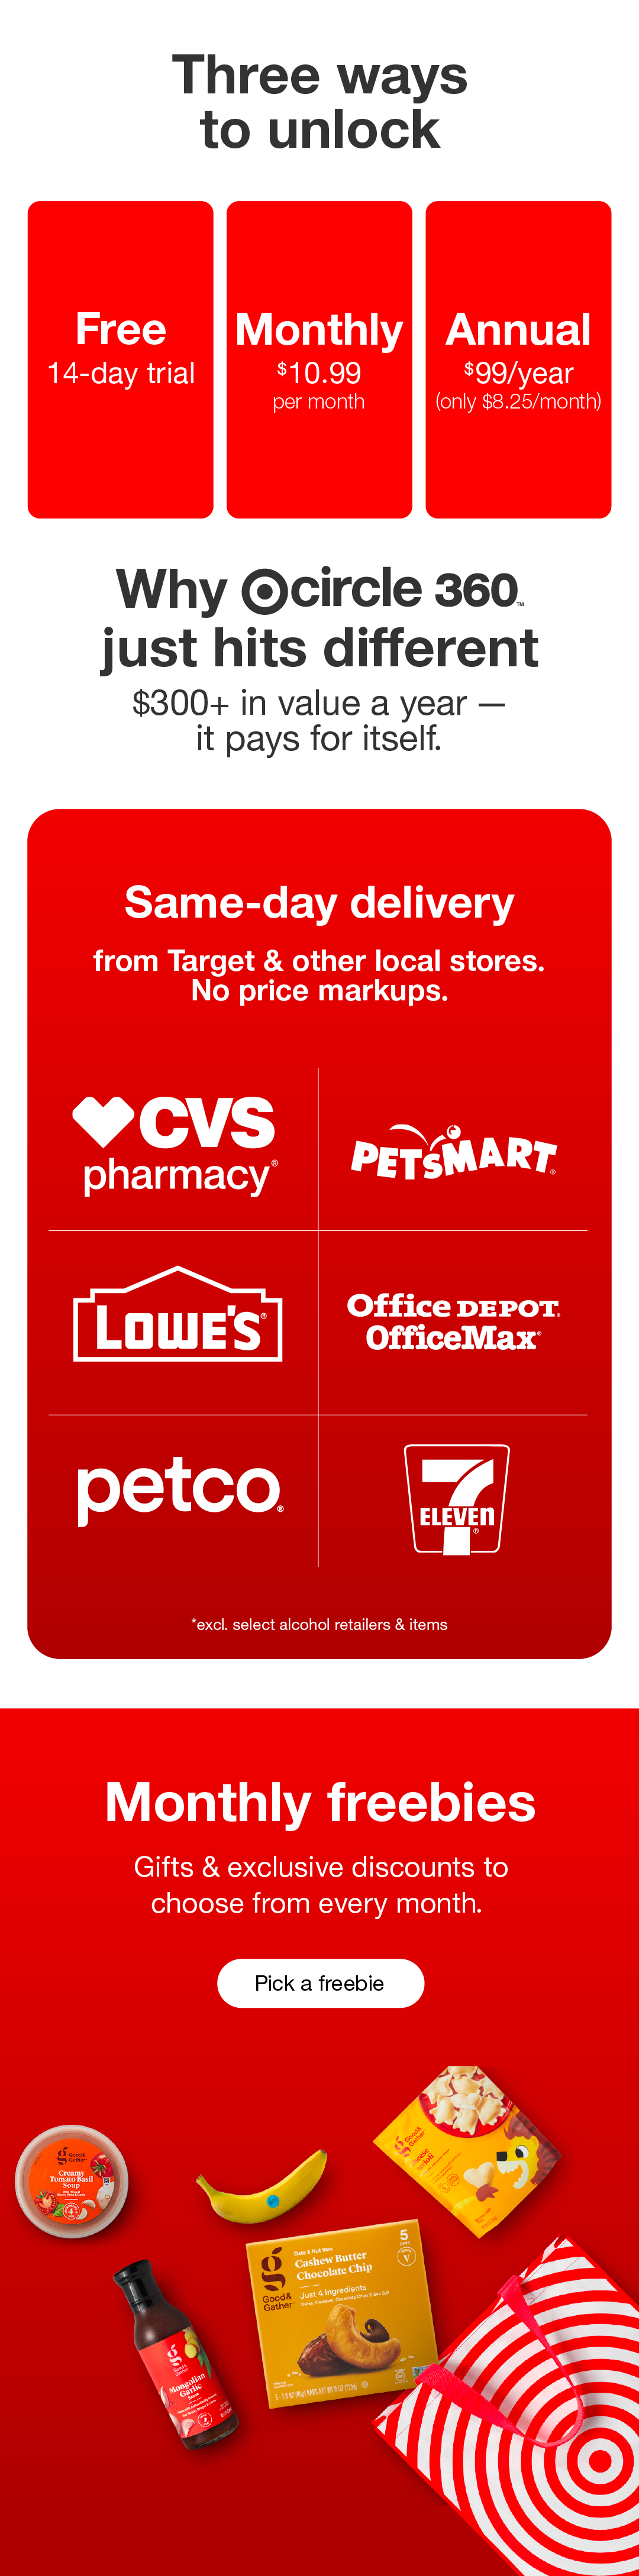 Three ways
to unlock
Free
14-day trial
Monthly
$10.99
per month
Annual
$99/year
(only $8.25/month)
Why circle 360™
just hits different
$300+ in value a year —
it pays for itself.
Same-day delivery
from Target & other local stores.
No price markups.
CVS
pharmacy®
PETSMART®
LOWE'S®
Office DEPOT®
OfficeMax®
petco®
7
ELEVEn®
*excl. select alcohol retailers & items
Monthly freebies
Gifts & exclusive discounts to
choose from every month.
Pick a freebie
Good&
Gather™
Creamy
Tomato Basil
Soup
Good&
Gather
5
V
Date & Nut Bars
Cashew Butter
Chocolate Chip
Just 4 Ingredients
Good&
Gather™
Good&
Gather
Mongolian
Garlic
Sauce